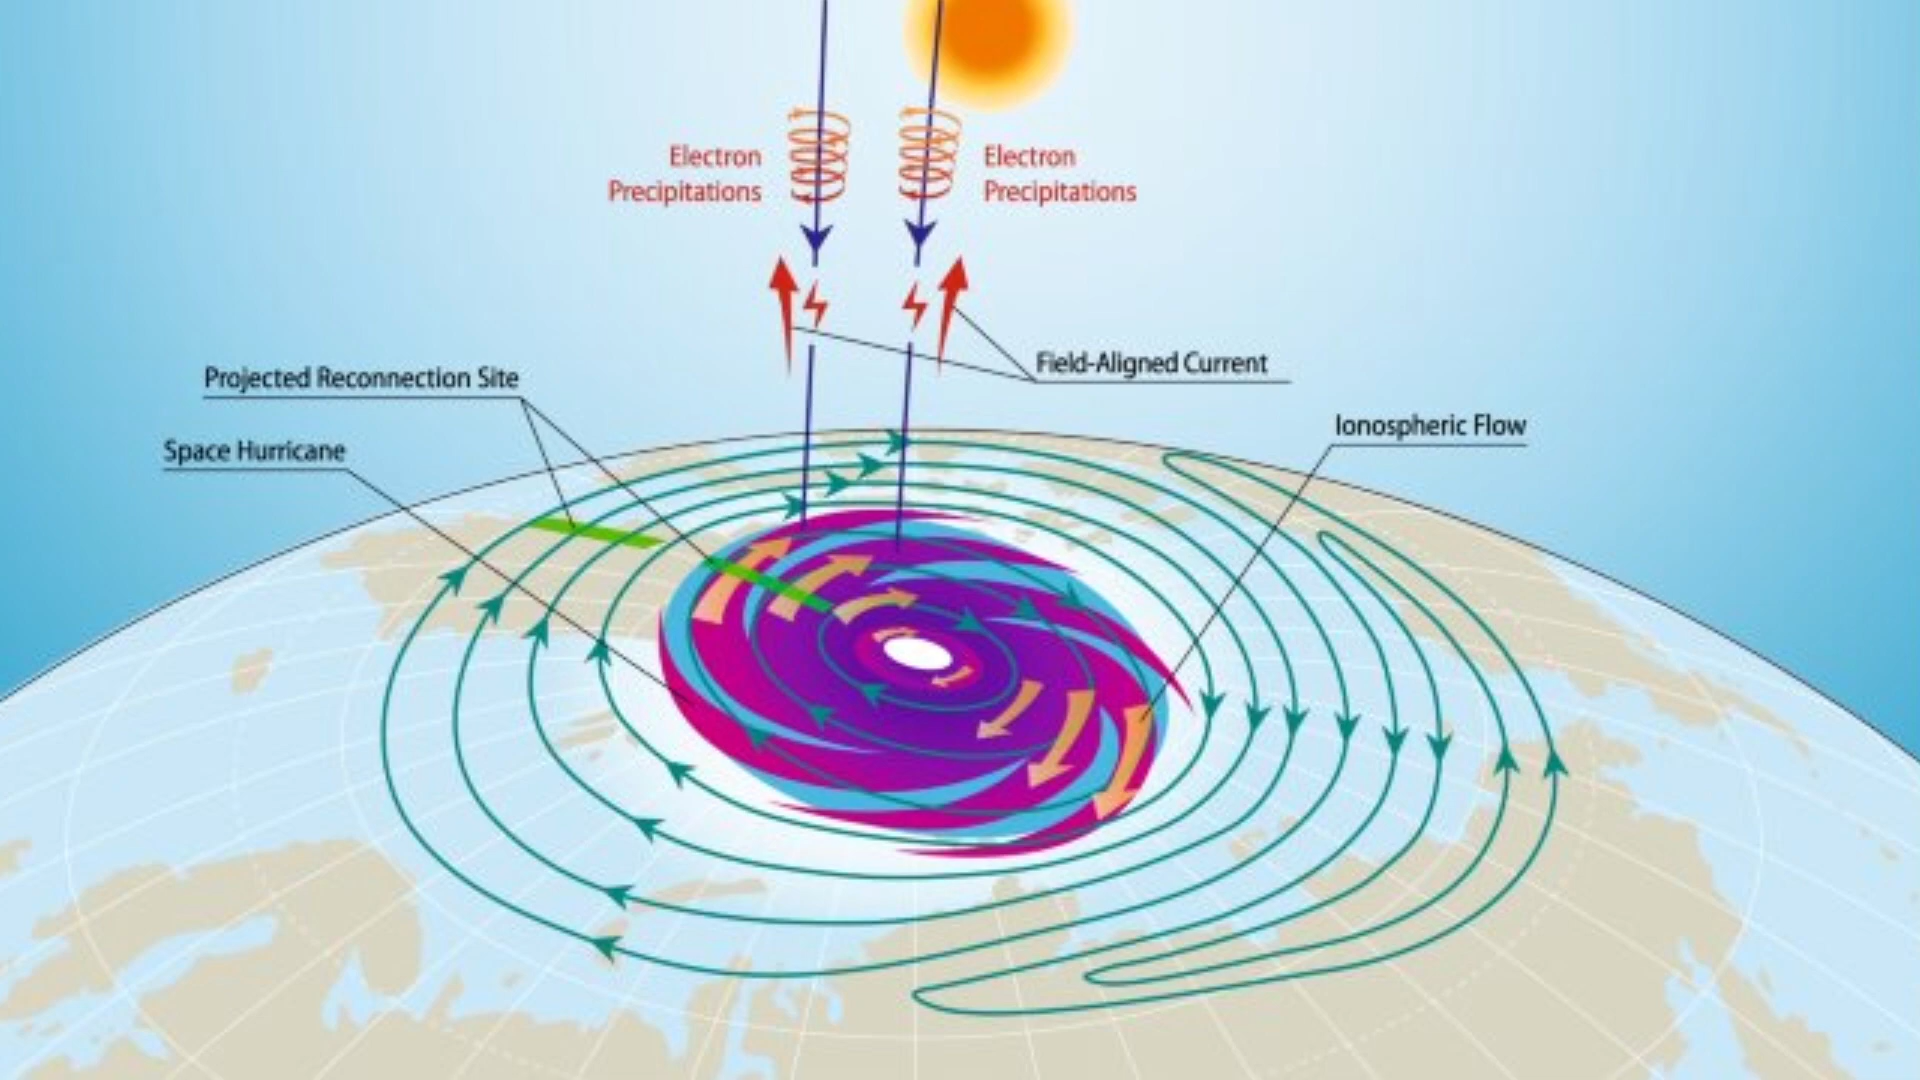 Electron
Precipitations
Electron
Precipitations
Projected Reconnection Site
Field-Aligned Current
Space Hurricane
Ionospheric Flow